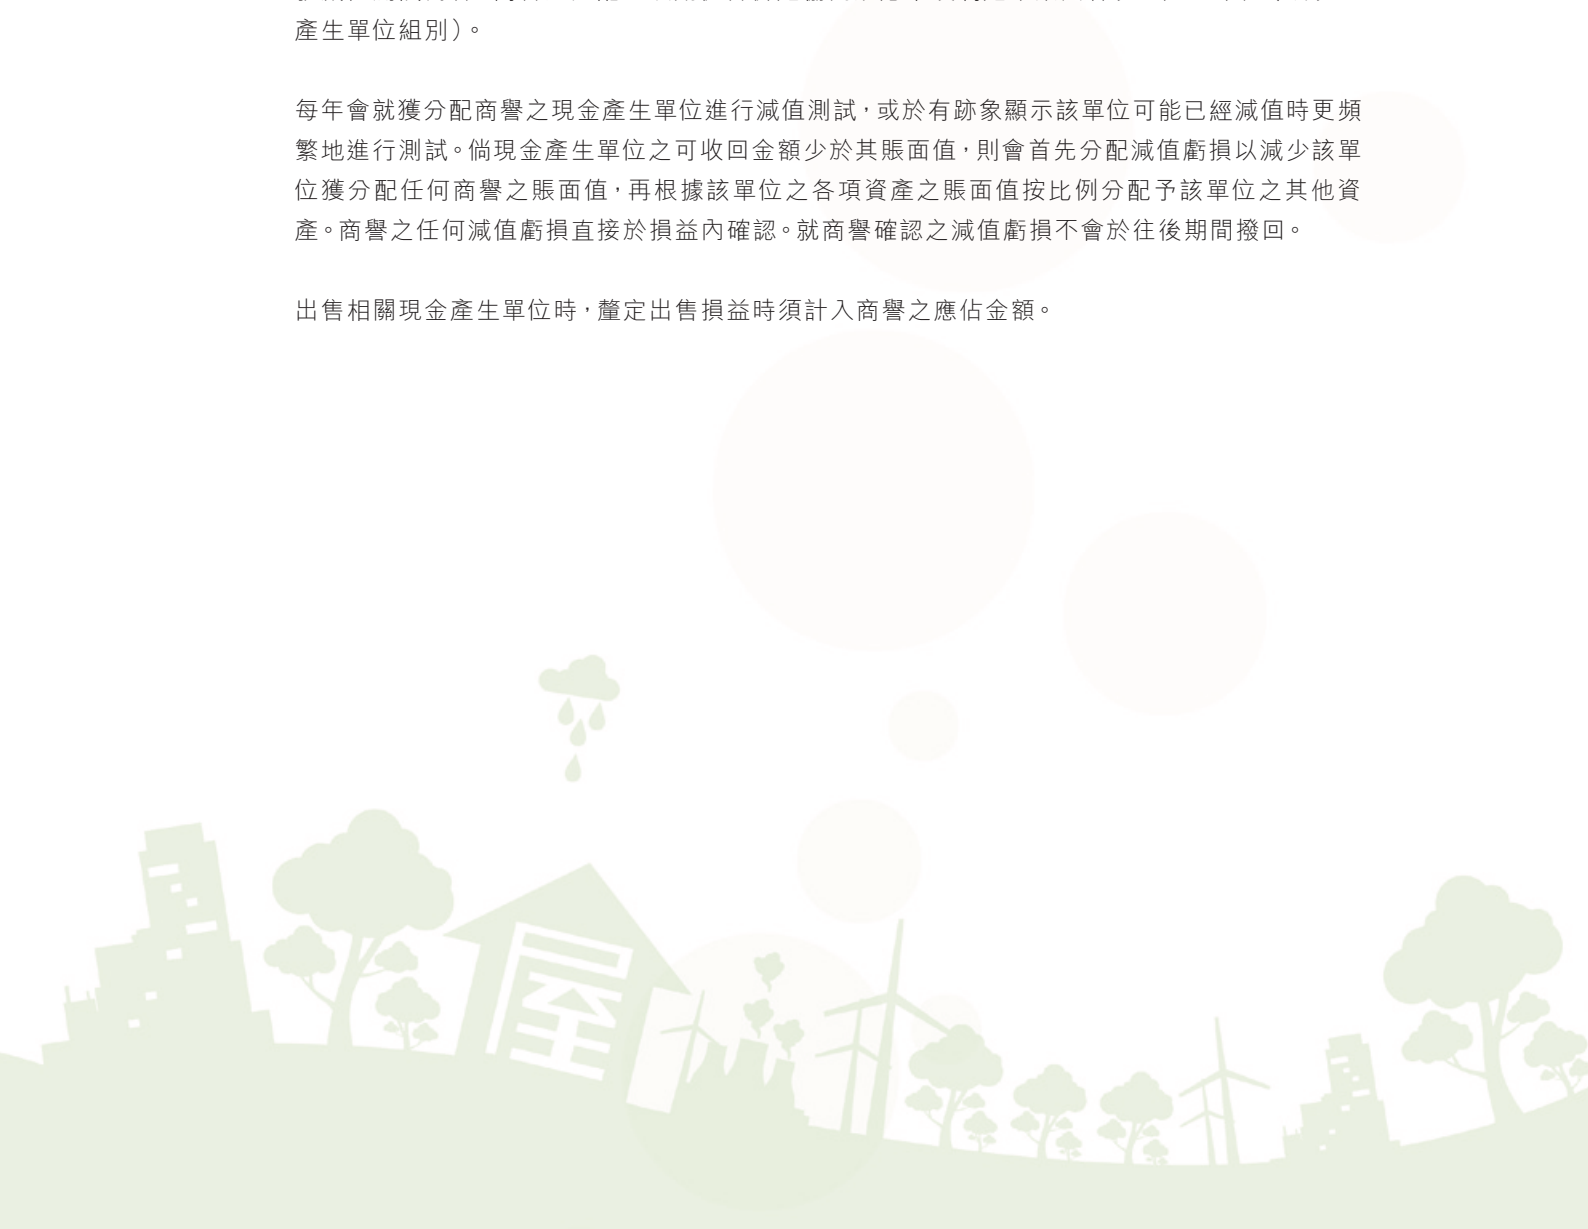 產生單位組別）。
每年會就獲分配商譽之現金產生單位進行減值測試，或於有跡象顯示該單位可能已經減值時更頻
繁地進行測試。倘現金產生單位之可收回金額少於其賬面值，則會首先分配減值虧損以減少該單
位獲分配任何商譽之賬面值，再根據該單位之各項資產之賬面值按比例分配予該單位之其他資
產。商譽之任何減值虧損直接於損益內確認。就商譽確認之減值虧損不會於往後期間撥回。
出售相關現金產生單位時，釐定出售損益時須計入商譽之應佔金額。
屋